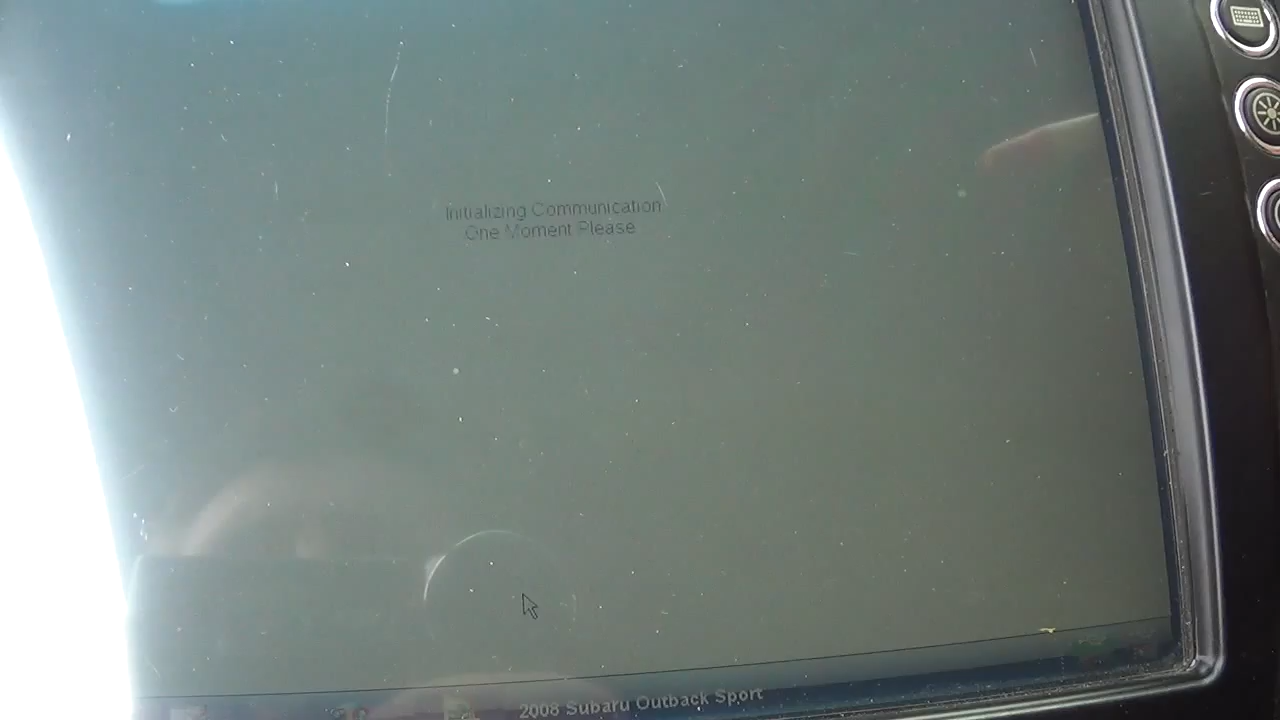 Initializing Communication
One Moment Please
2008 Subaru Outback Sport